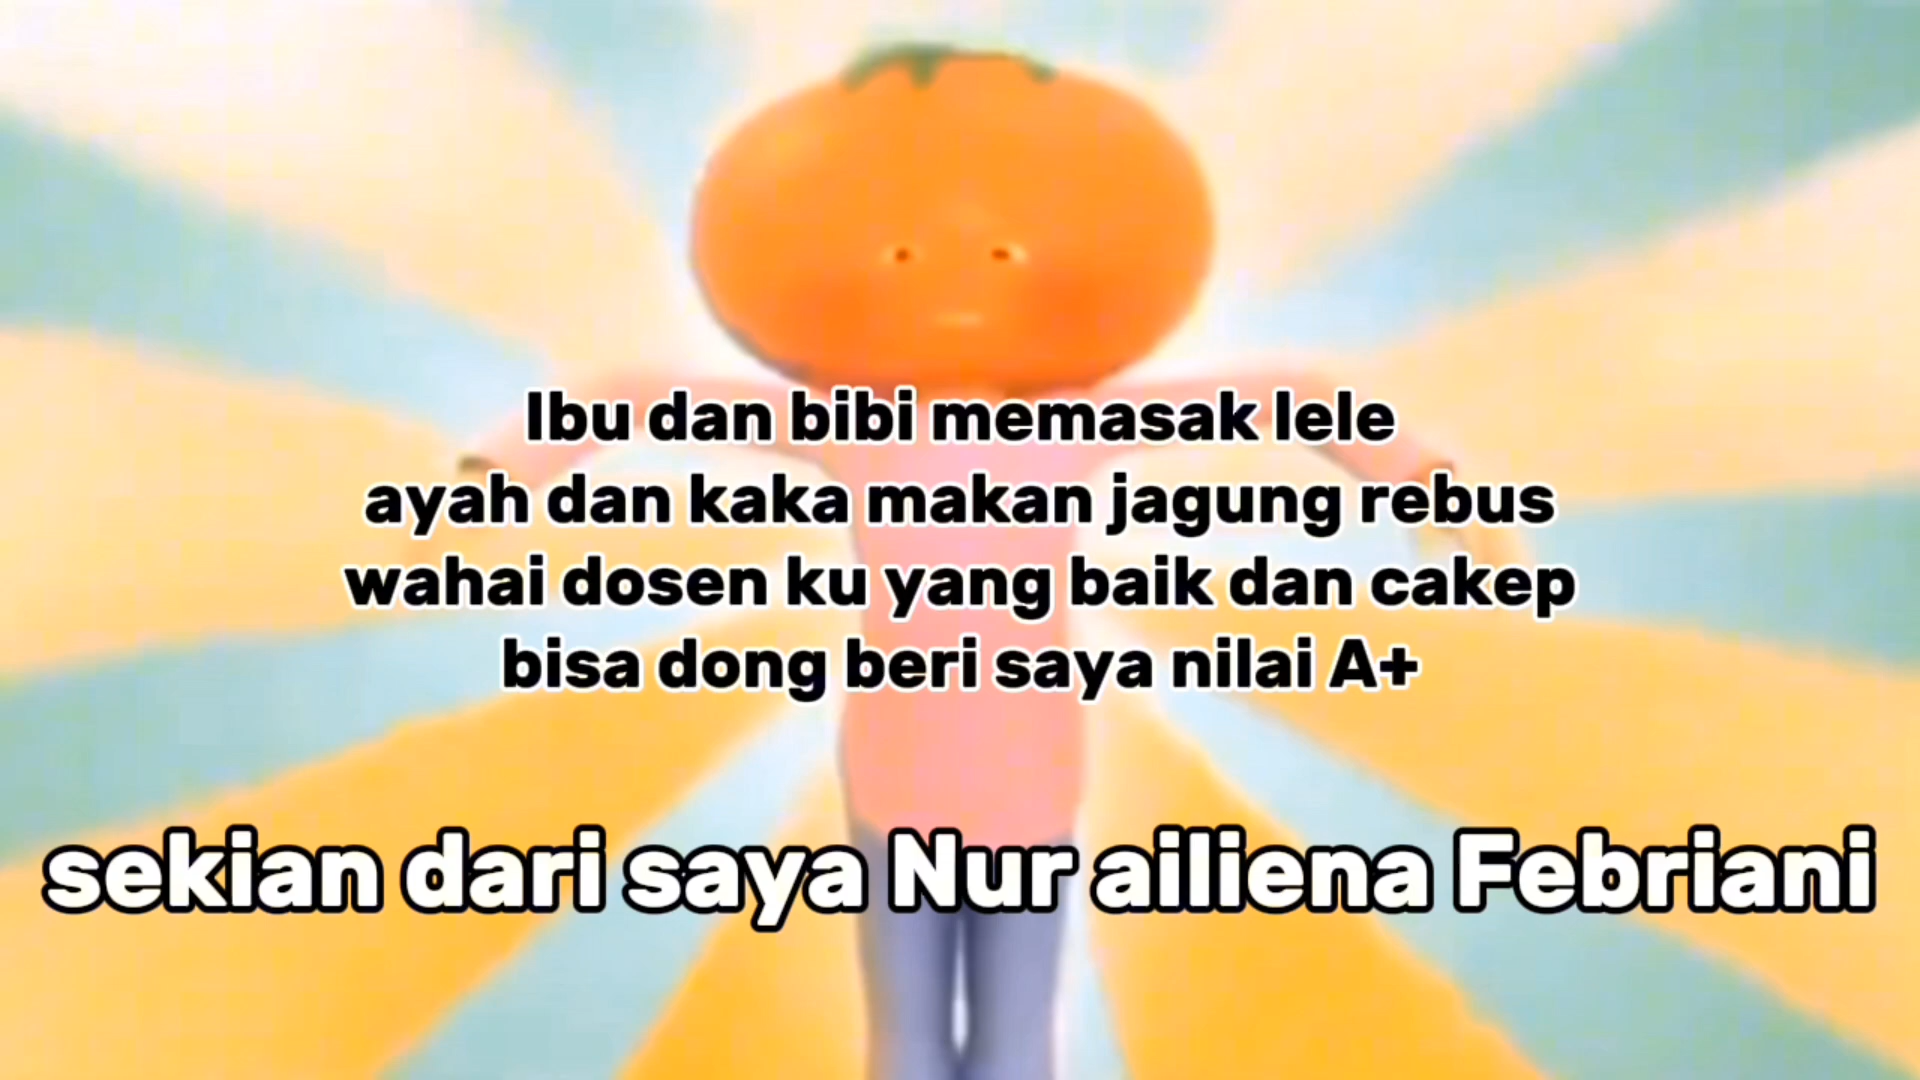 Ibu dan bibi memasak lele
ayah dan kaka makan jagung rebus
wahai dosen ku yang baik dan cakep
bisa dong beri saya nilai A+
sekian dari saya Nur ailiena Febriani